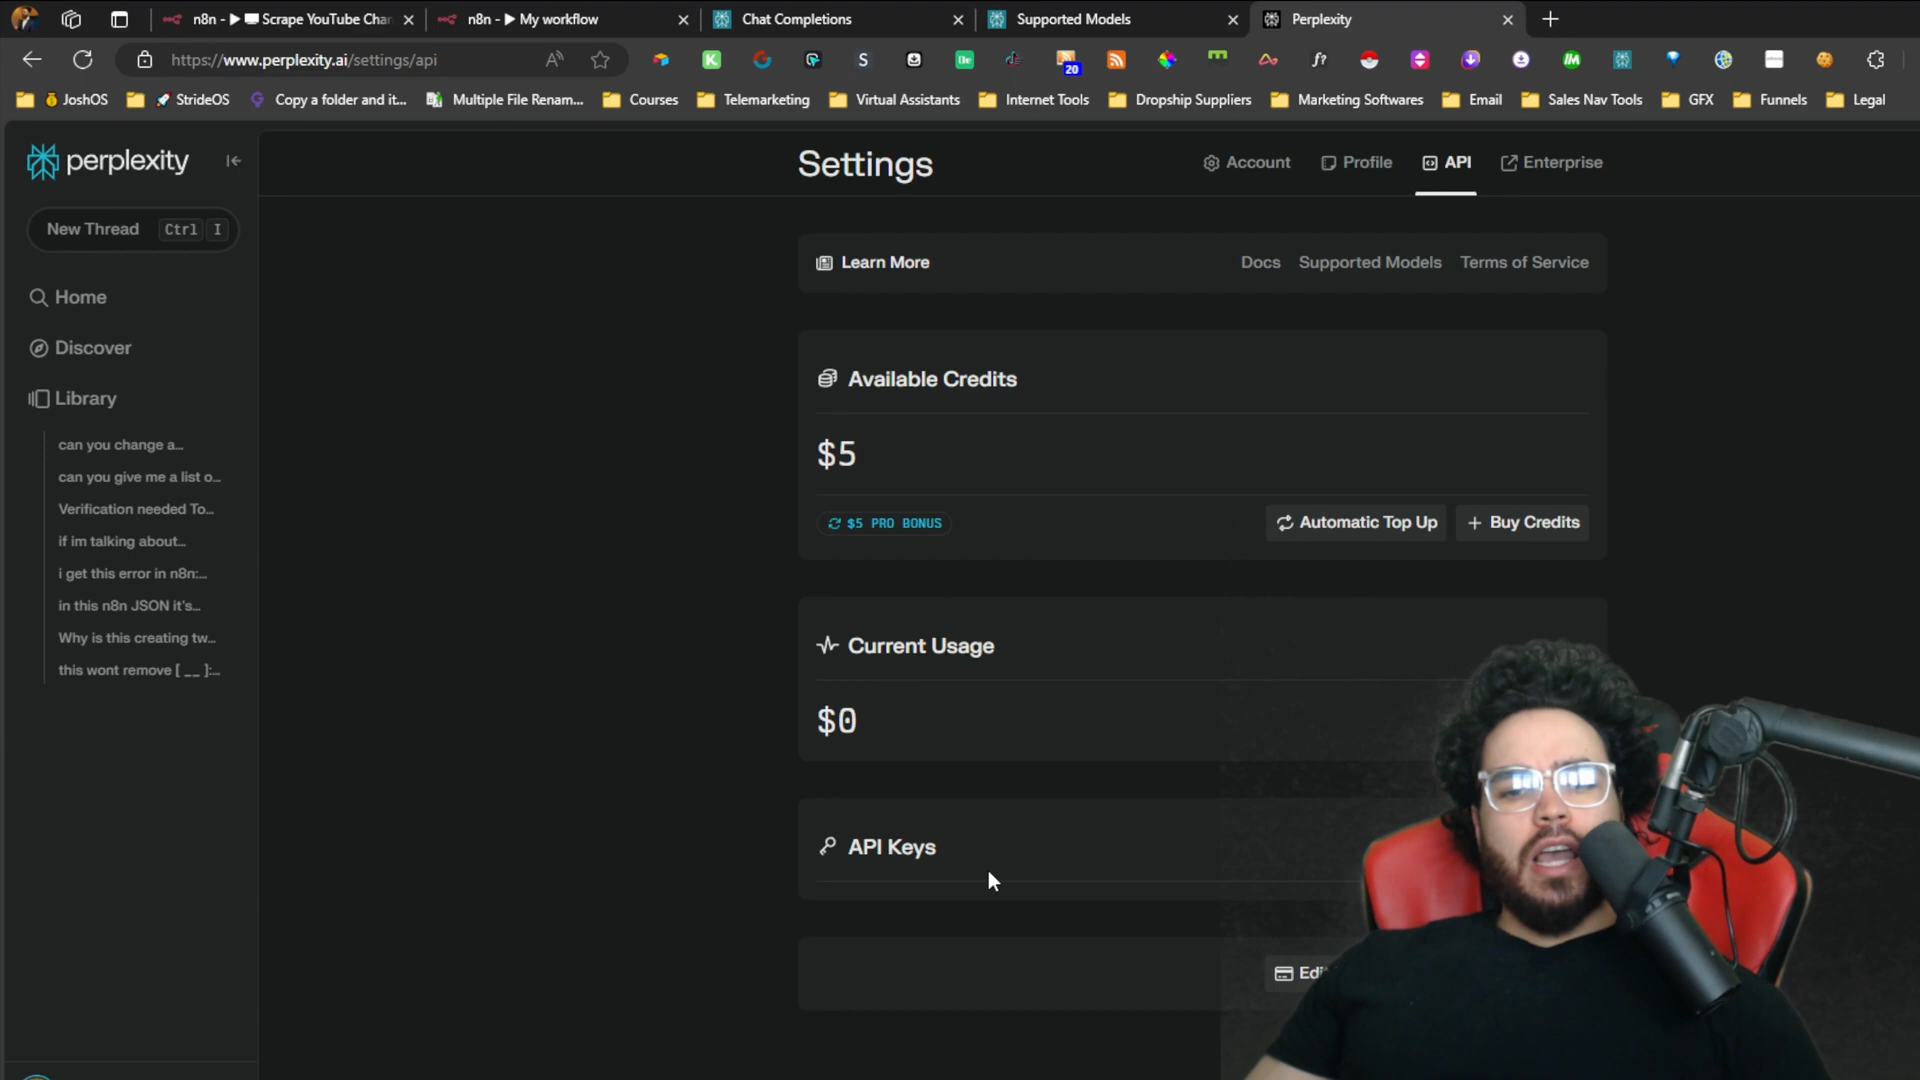 n8n - ▶ Scrape YouTube Chan
n8n - ▶ My workflow
Chat Completions
Supported Models
Perplexity
https://www.perplexity.ai/settings/api
20
JoshOS
StrideOS
Copy a folder and it...
Multiple File Renam...
Courses
Telemarketing
Virtual Assistants
Internet Tools
Dropship Suppliers
Marketing Softwares
Email
Sales Nav Tools
GFX
Funnels
Legal
perplexity
New Thread Ctrl I
Home
Discover
Library
can you change a...
can you give me a list o...
Verification needed To...
if im talking about...
i get this error in n8n:...
in this n8n JSON it's...
Why is this creating tw...
this wont remove [ __ ]:...
Settings
Account
Profile
API
Enterprise
Learn More
Docs
Supported Models
Terms of Service
Available Credits
$5
$5 PRO BONUS
Automatic Top Up
+ Buy Credits
Current Usage
$0
API Keys